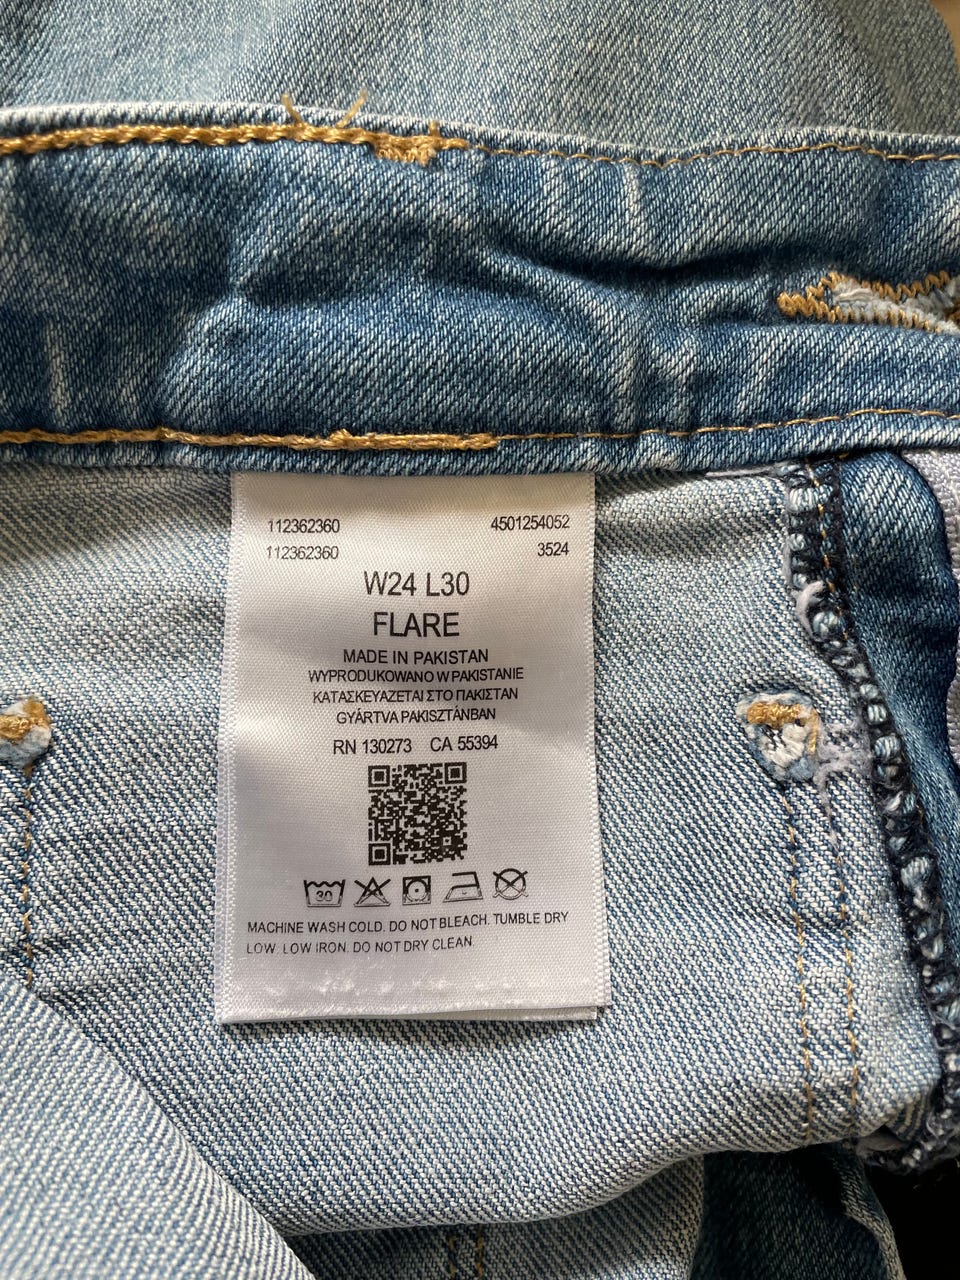 112362360 4501254052
112362360 3524
W24 L30
FLARE
MADE IN PAKISTAN
WYPRODUKOWANO W PAKISTANIE
ΚΑΤΑΣΚΕΥΑΖΕΤΑΙ ΣΤΟ ΠΑΚΙΣΤΑΝ
GYÁRTVA PAKISZTÁNBAN
RN 130273 CA 55394
30
MACHINE WASH COLD. DO NOT BLEACH. TUMBLE DRY
LOW. LOW IRON. DO NOT DRY CLEAN.